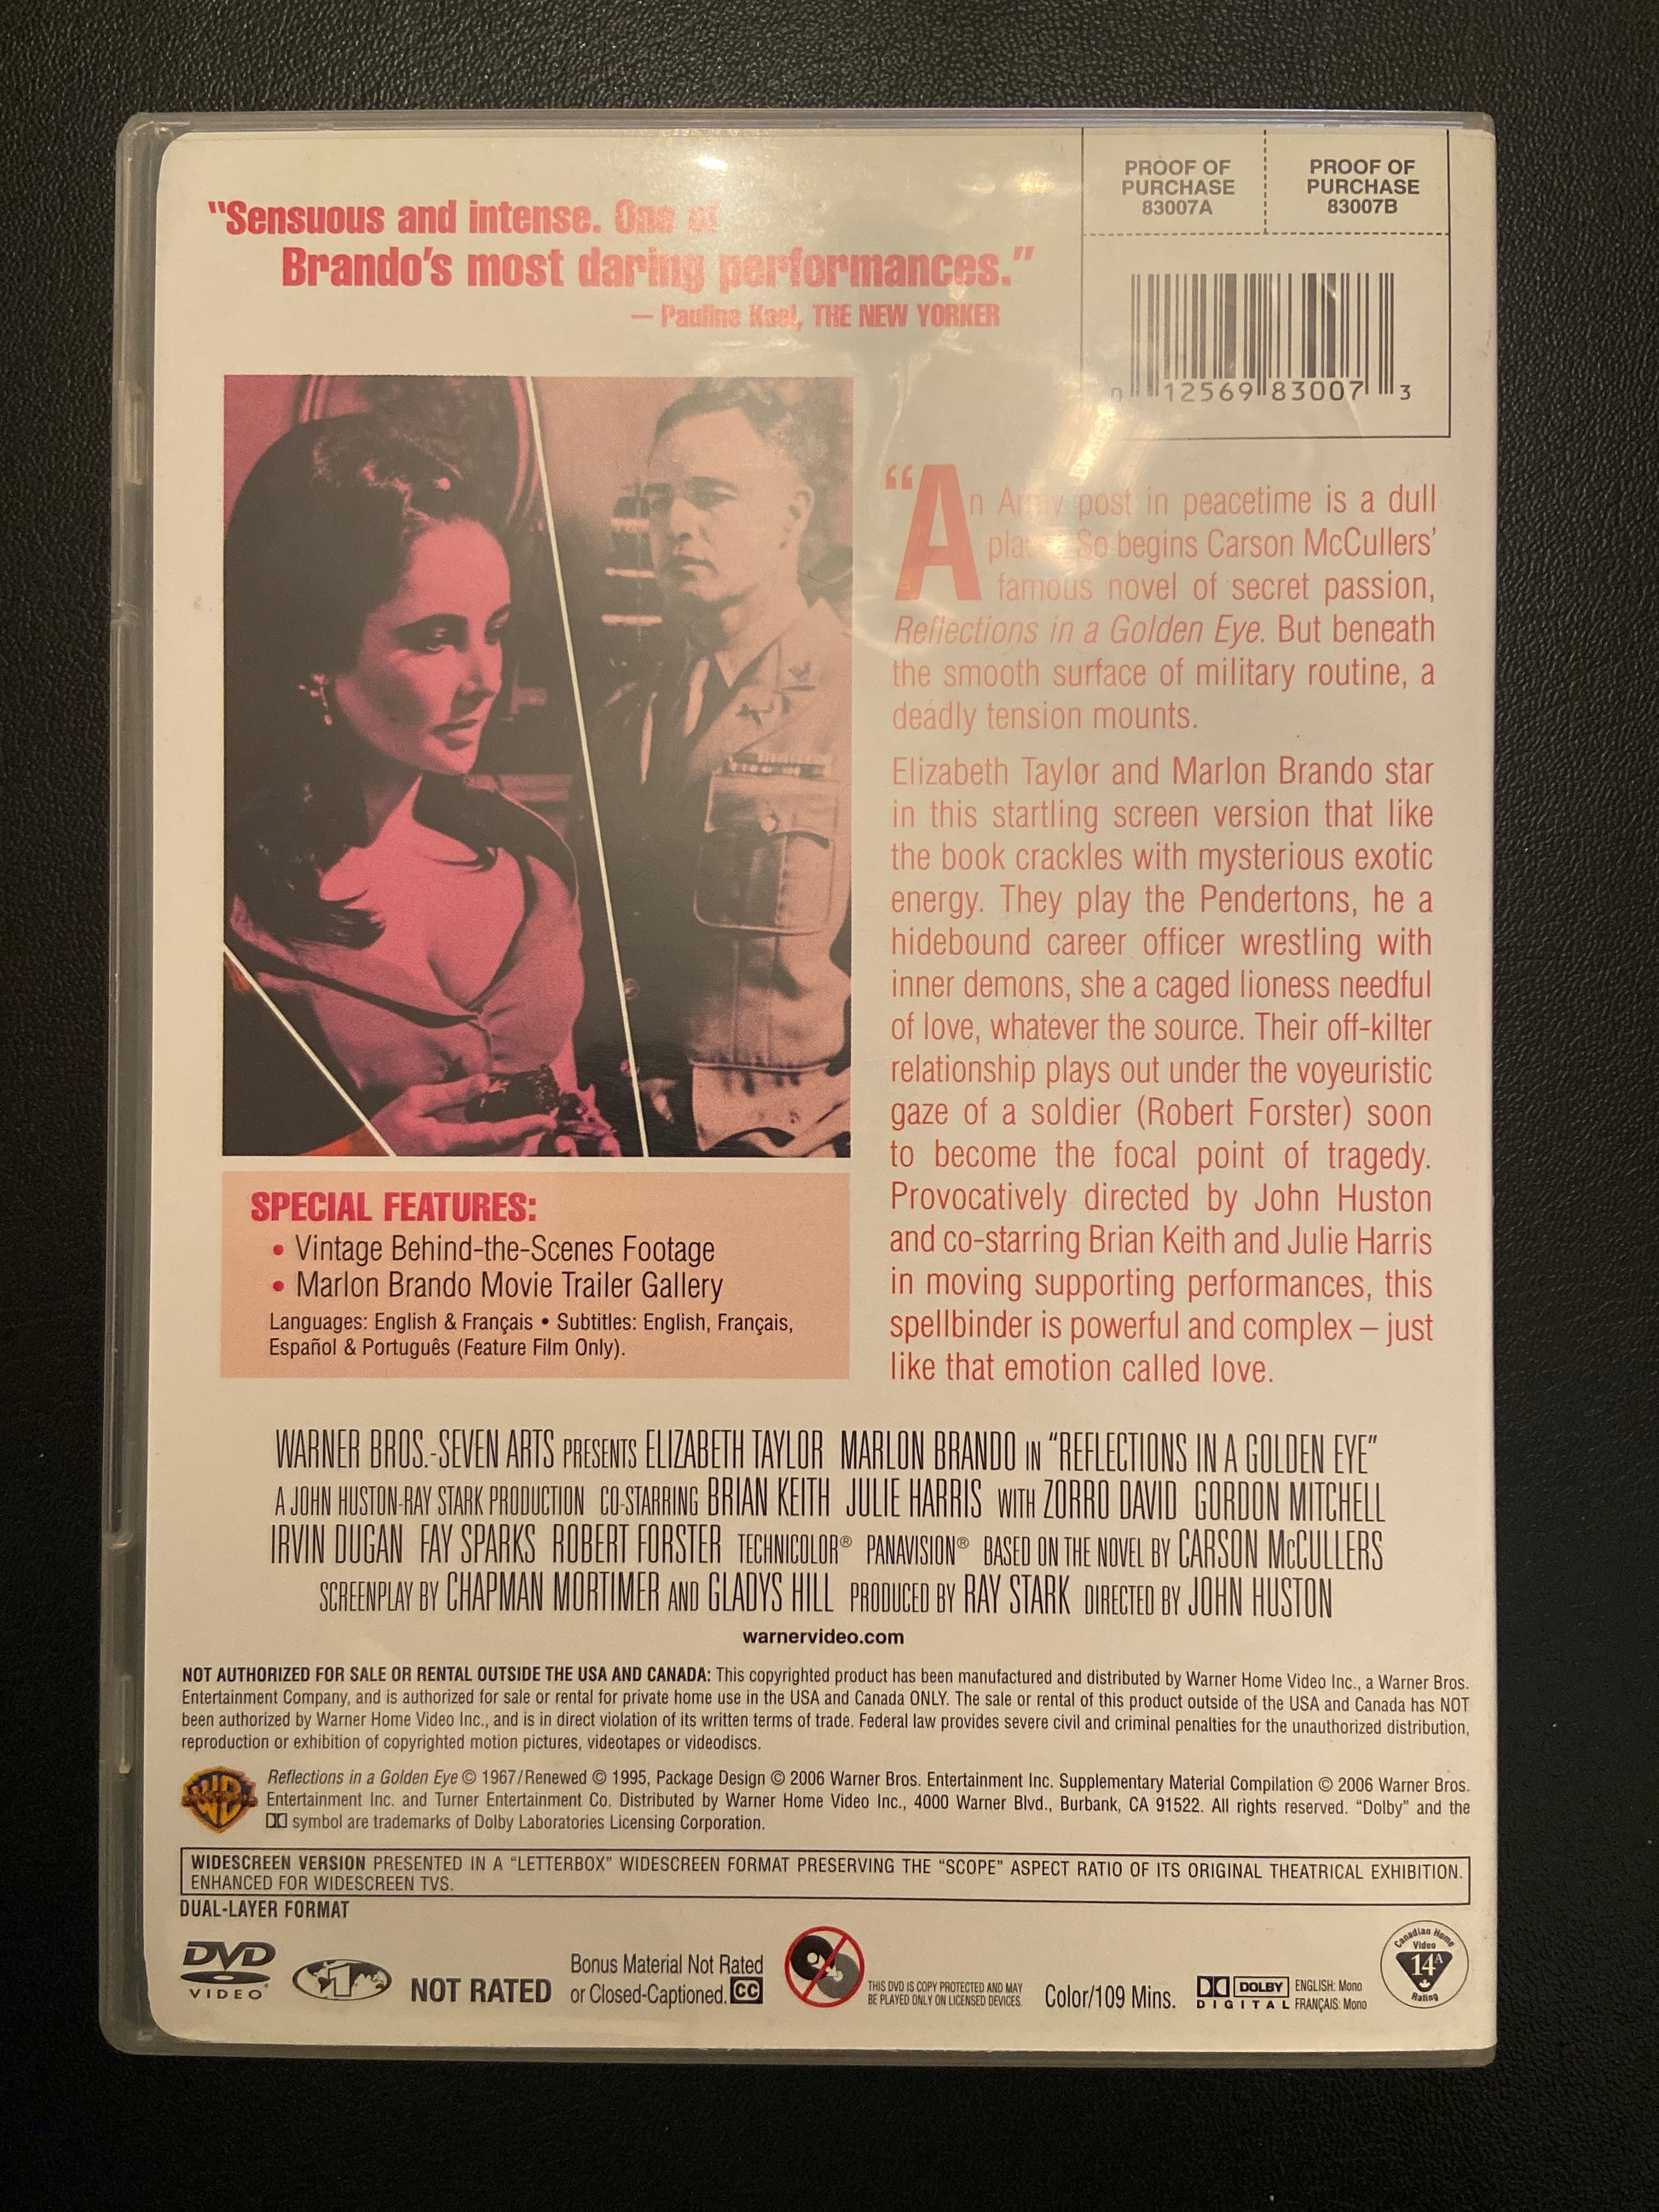 "Sensuous and intense. One of
Brando's most daring performances."
— Pauline Kael, THE NEW YORKER
PROOF OF
PURCHASE
83007A
PROOF OF
PURCHASE
83007B
0 12569 83007 3
"An Army post in peacetime is a dull
place." So begins Carson McCullers'
famous novel of secret passion,
Reflections in a Golden Eye. But beneath
the smooth surface of military routine, a
deadly tension mounts.
Elizabeth Taylor and Marlon Brando star
in this startling screen version that like
the book crackles with mysterious exotic
energy. They play the Pendertons, he a
hidebound career officer wrestling with
inner demons, she a caged lioness needful
of love, whatever the source. Their off-kilter
relationship plays out under the voyeuristic
gaze of a soldier (Robert Forster) soon
to become the focal point of tragedy.
Provocatively directed by John Huston
and co-starring Brian Keith and Julie Harris
in moving supporting performances, this
spellbinder is powerful and complex – just
like that emotion called love.
SPECIAL FEATURES:
• Vintage Behind-the-Scenes Footage
• Marlon Brando Movie Trailer Gallery
Languages: English & Français • Subtitles: English, Français,
Español & Português (Feature Film Only).
WARNER BROS.-SEVEN ARTS PRESENTS ELIZABETH TAYLOR MARLON BRANDO IN "REFLECTIONS IN A GOLDEN EYE"
A JOHN HUSTON-RAY STARK PRODUCTION CO-STARRING BRIAN KEITH JULIE HARRIS WITH ZORRO DAVID GORDON MITCHELL
IRVIN DUGAN FAY SPARKS ROBERT FORSTER TECHNICOLOR® PANAVISION® BASED ON THE NOVEL BY CARSON McCULLERS
SCREENPLAY BY CHAPMAN MORTIMER AND GLADYS HILL PRODUCED BY RAY STARK DIRECTED BY JOHN HUSTON
warnervideo.com
NOT AUTHORIZED FOR SALE OR RENTAL OUTSIDE THE USA AND CANADA: This copyrighted product has been manufactured and distributed by Warner Home Video Inc., a Warner Bros.
Entertainment Company, and is authorized for sale or rental for private home use in the USA and Canada ONLY. The sale or rental of this product outside of the USA and Canada has NOT
been authorized by Warner Home Video Inc., and is in direct violation of its written terms of trade. Federal law provides severe civil and criminal penalties for the unauthorized distribution,
reproduction or exhibition of copyrighted motion pictures, videotapes or videodiscs.
WB
Reflections in a Golden Eye © 1967/Renewed © 1995, Package Design © 2006 Warner Bros. Entertainment Inc. Supplementary Material Compilation © 2006 Warner Bros.
Entertainment Inc. and Turner Entertainment Co. Distributed by Warner Home Video Inc., 4000 Warner Blvd., Burbank, CA 91522. All rights reserved. "Dolby" and the
symbol are trademarks of Dolby Laboratories Licensing Corporation.
WIDESCREEN VERSION PRESENTED IN A "LETTERBOX" WIDESCREEN FORMAT PRESERVING THE "SCOPE" ASPECT RATIO OF ITS ORIGINAL THEATRICAL EXHIBITION.
ENHANCED FOR WIDESCREEN TVS.
DUAL-LAYER FORMAT
DVD
VIDEO
1
NOT RATED
Bonus Material Not Rated
or Closed-Captioned. CC
THIS DVD IS COPY PROTECTED AND MAY
BE PLAYED ONLY ON LICENSED DEVICES.
Color/109 Mins.
DOLBY
DIGITAL
ENGLISH: Mono
FRANÇAIS: Mono
Canadian Home
Video
14A
Rating